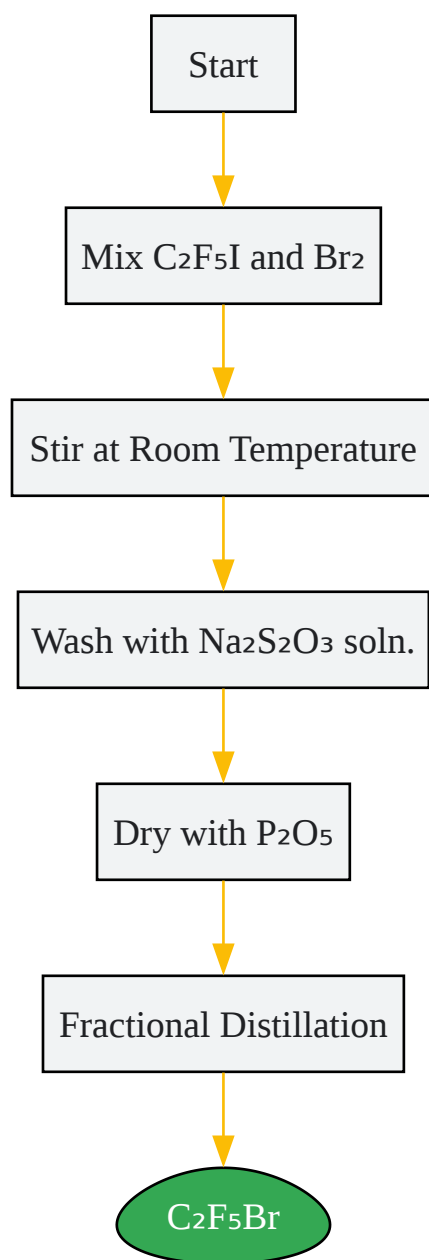 Start
Mix C₂F₅I and Br₂
Stir at Room Temperature
Wash with Na₂S₂O₃ soln.
Dry with P₂O₅
Fractional Distillation
C₂F₅Br